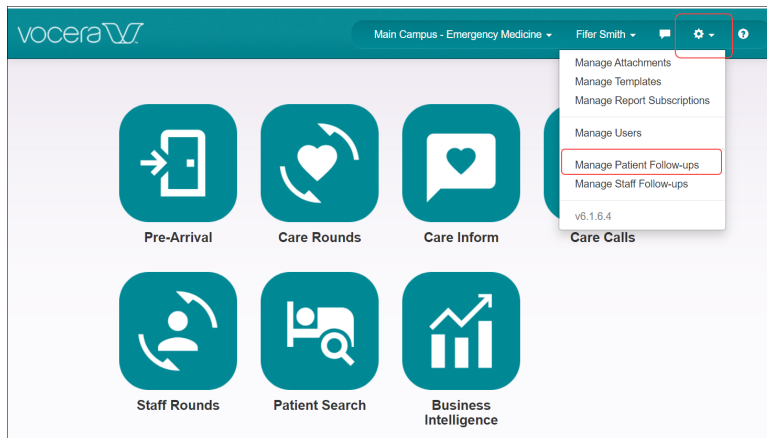 vocera
Main Campus - Emergency Medicine
Fifer Smith
?
Manage Attachments
Manage Templates
Manage Report Subscriptions
Manage Users
Manage Patient Follow-ups
Manage Staff Follow-ups
v6.1.6.4
Pre-Arrival
Care Rounds
Care Inform
Care Calls
Staff Rounds
Patient Search
Business
Intelligence